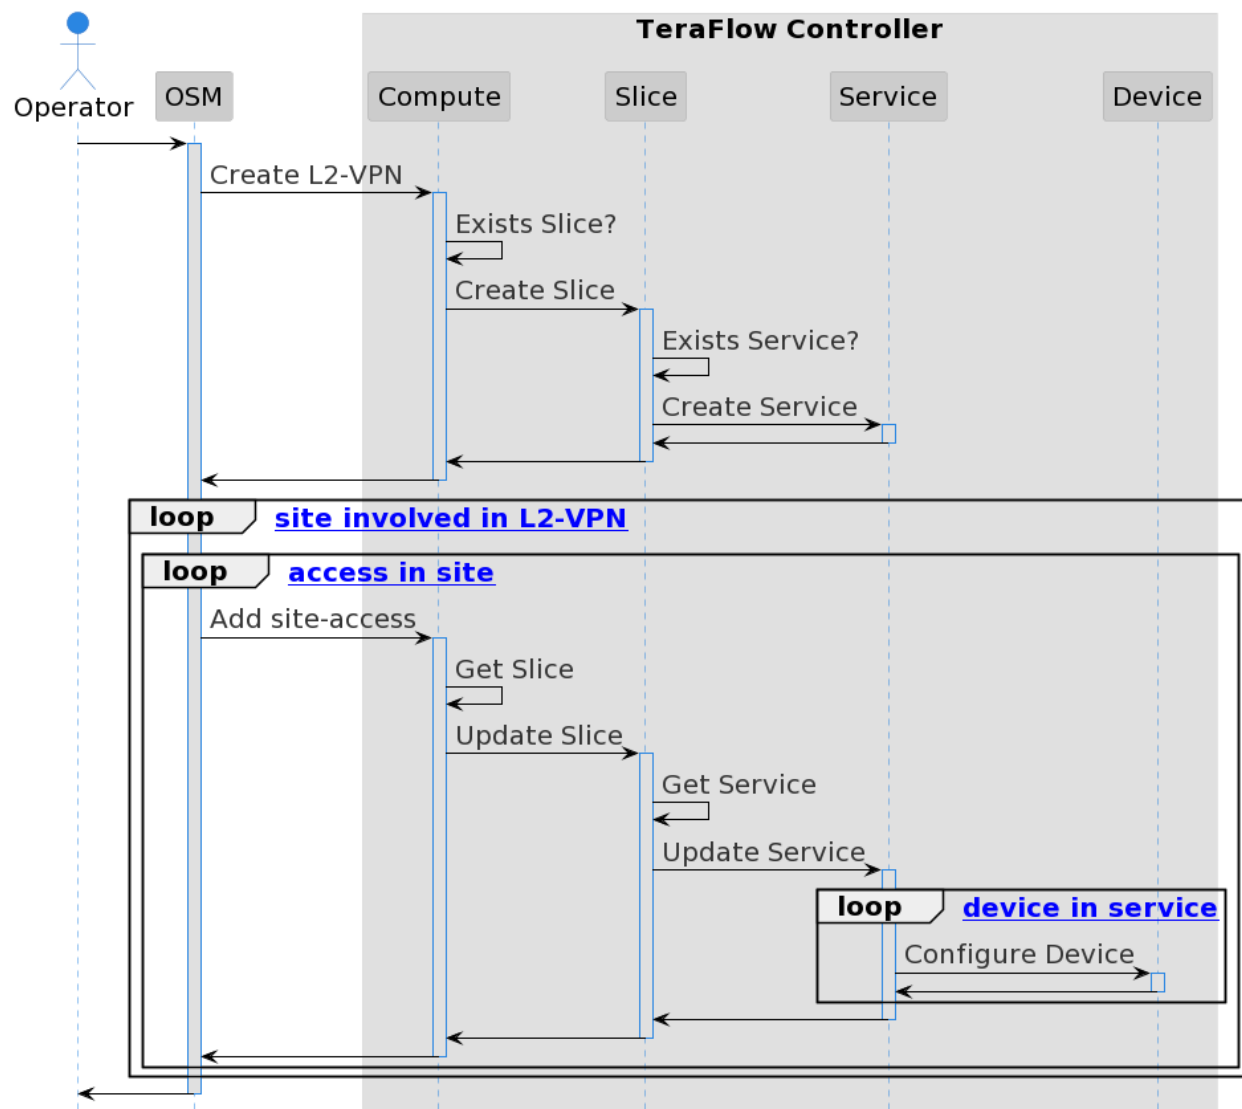 TeraFlow Controller
Operator
OSM
Compute
Slice
Service
Device
Create L2-VPN
Exists Slice?
Create Slice
Exists Service?
Create Service
loop site involved in L2-VPN
loop access in site
Add site-access
Get Slice
Update Slice
Get Service
Update Service
loop device in service
Configure Device